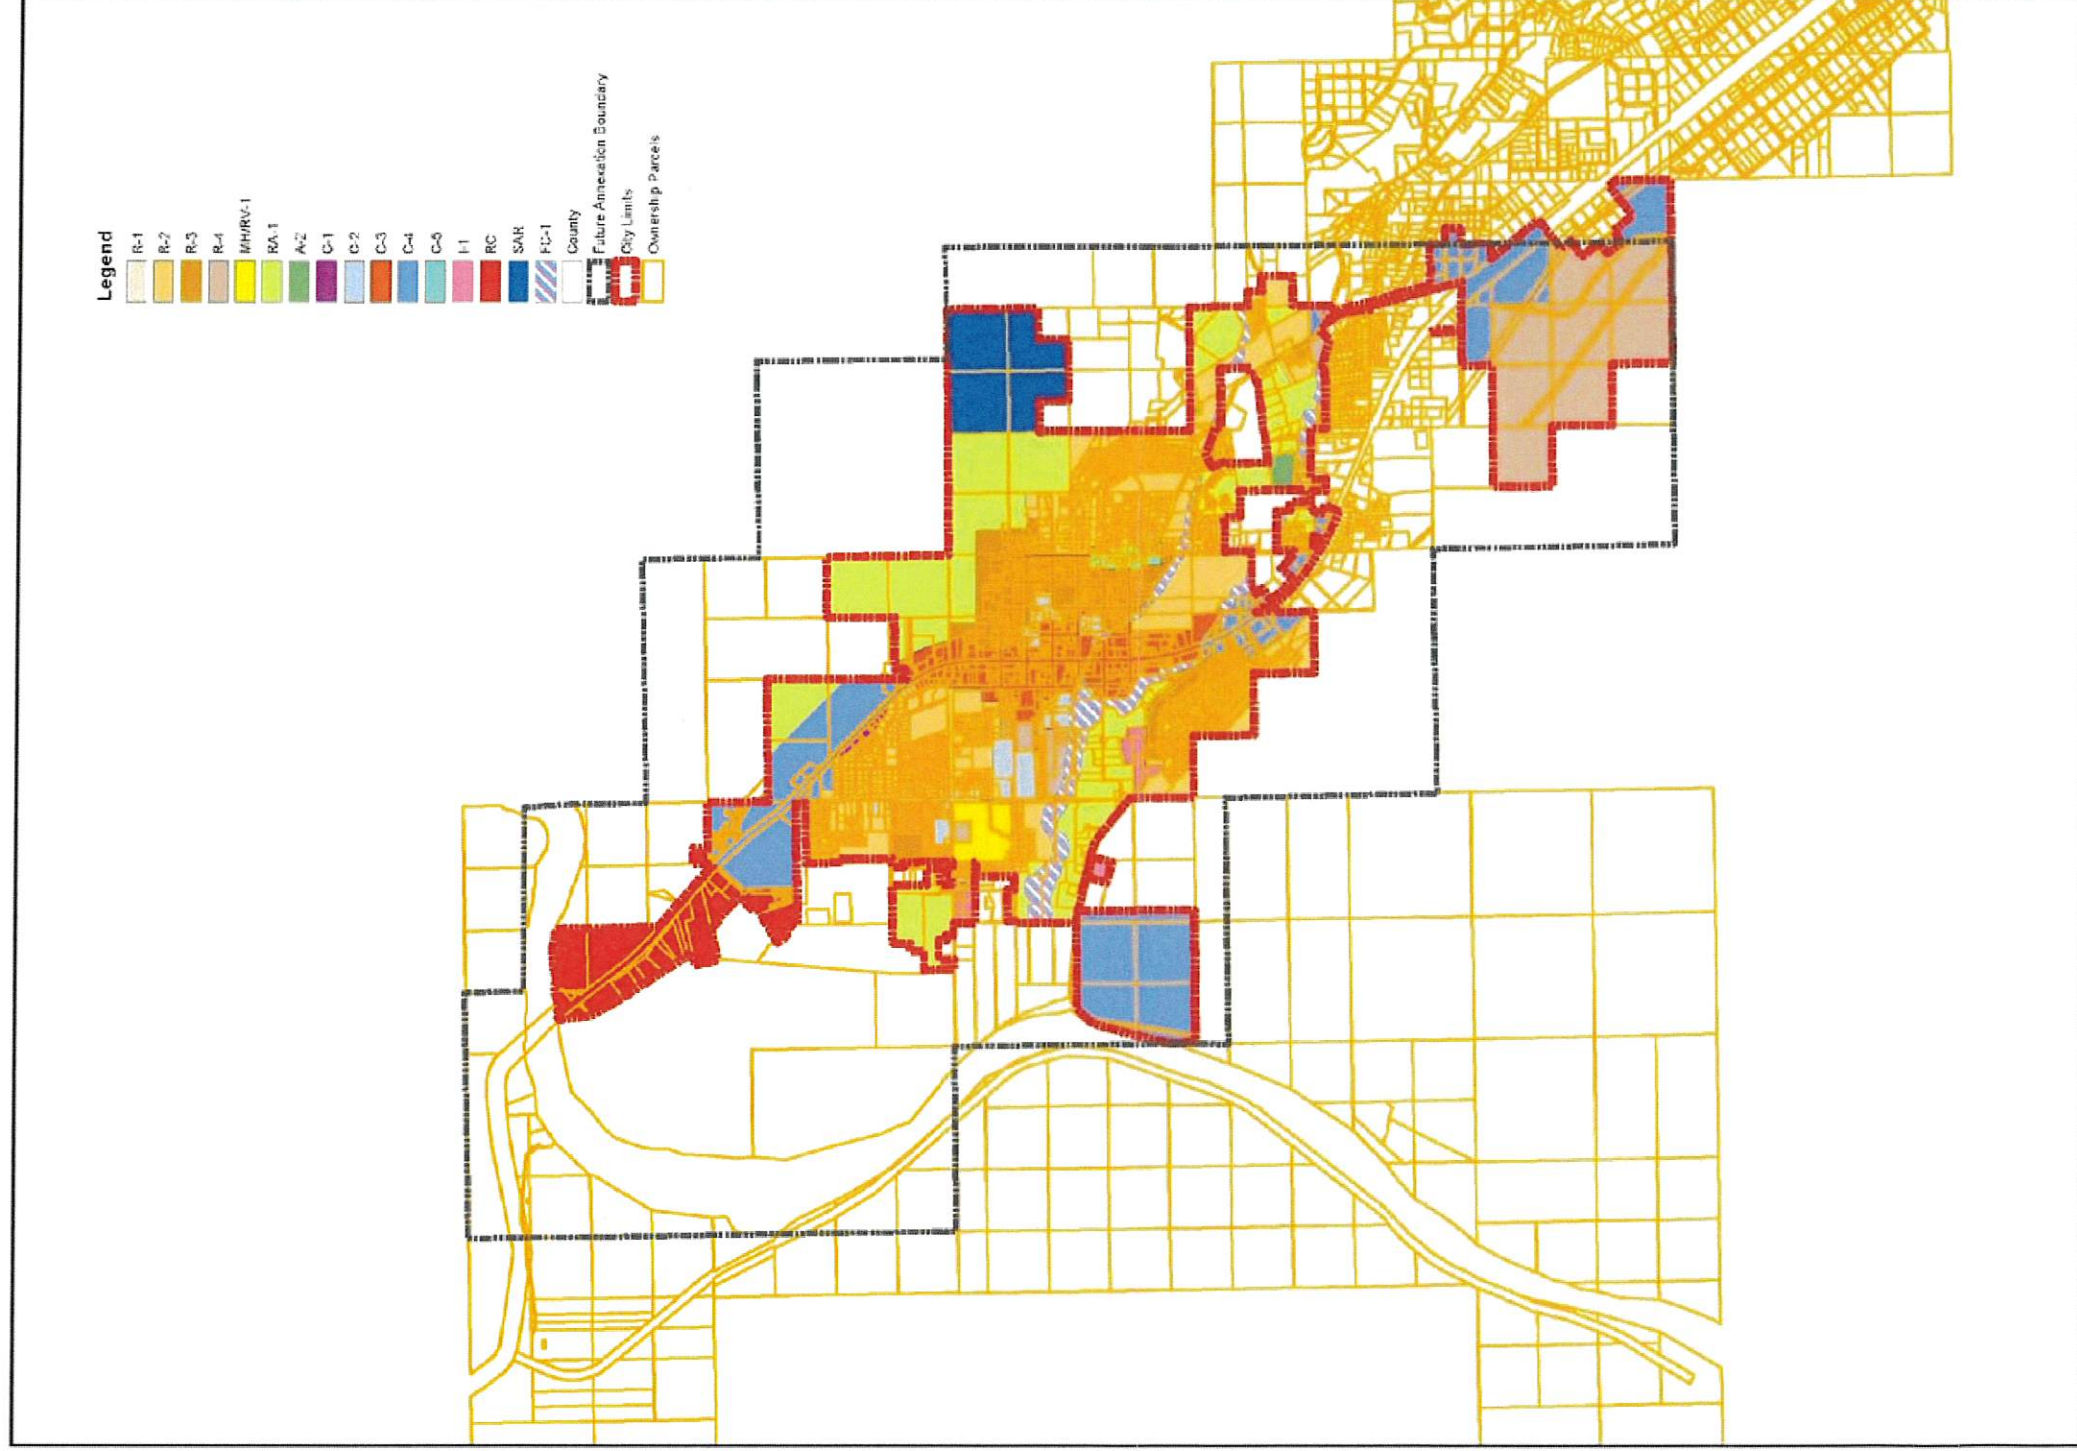 Legend
R-1
R-2
R-3
R-4
MH/RV-1
RA-1
A-2
C-1
C-2
C-3
C-4
C-5
I-1
RC
SAR
FC-1
County
Future Annexation Boundary
City Limits
Ownership Parcels